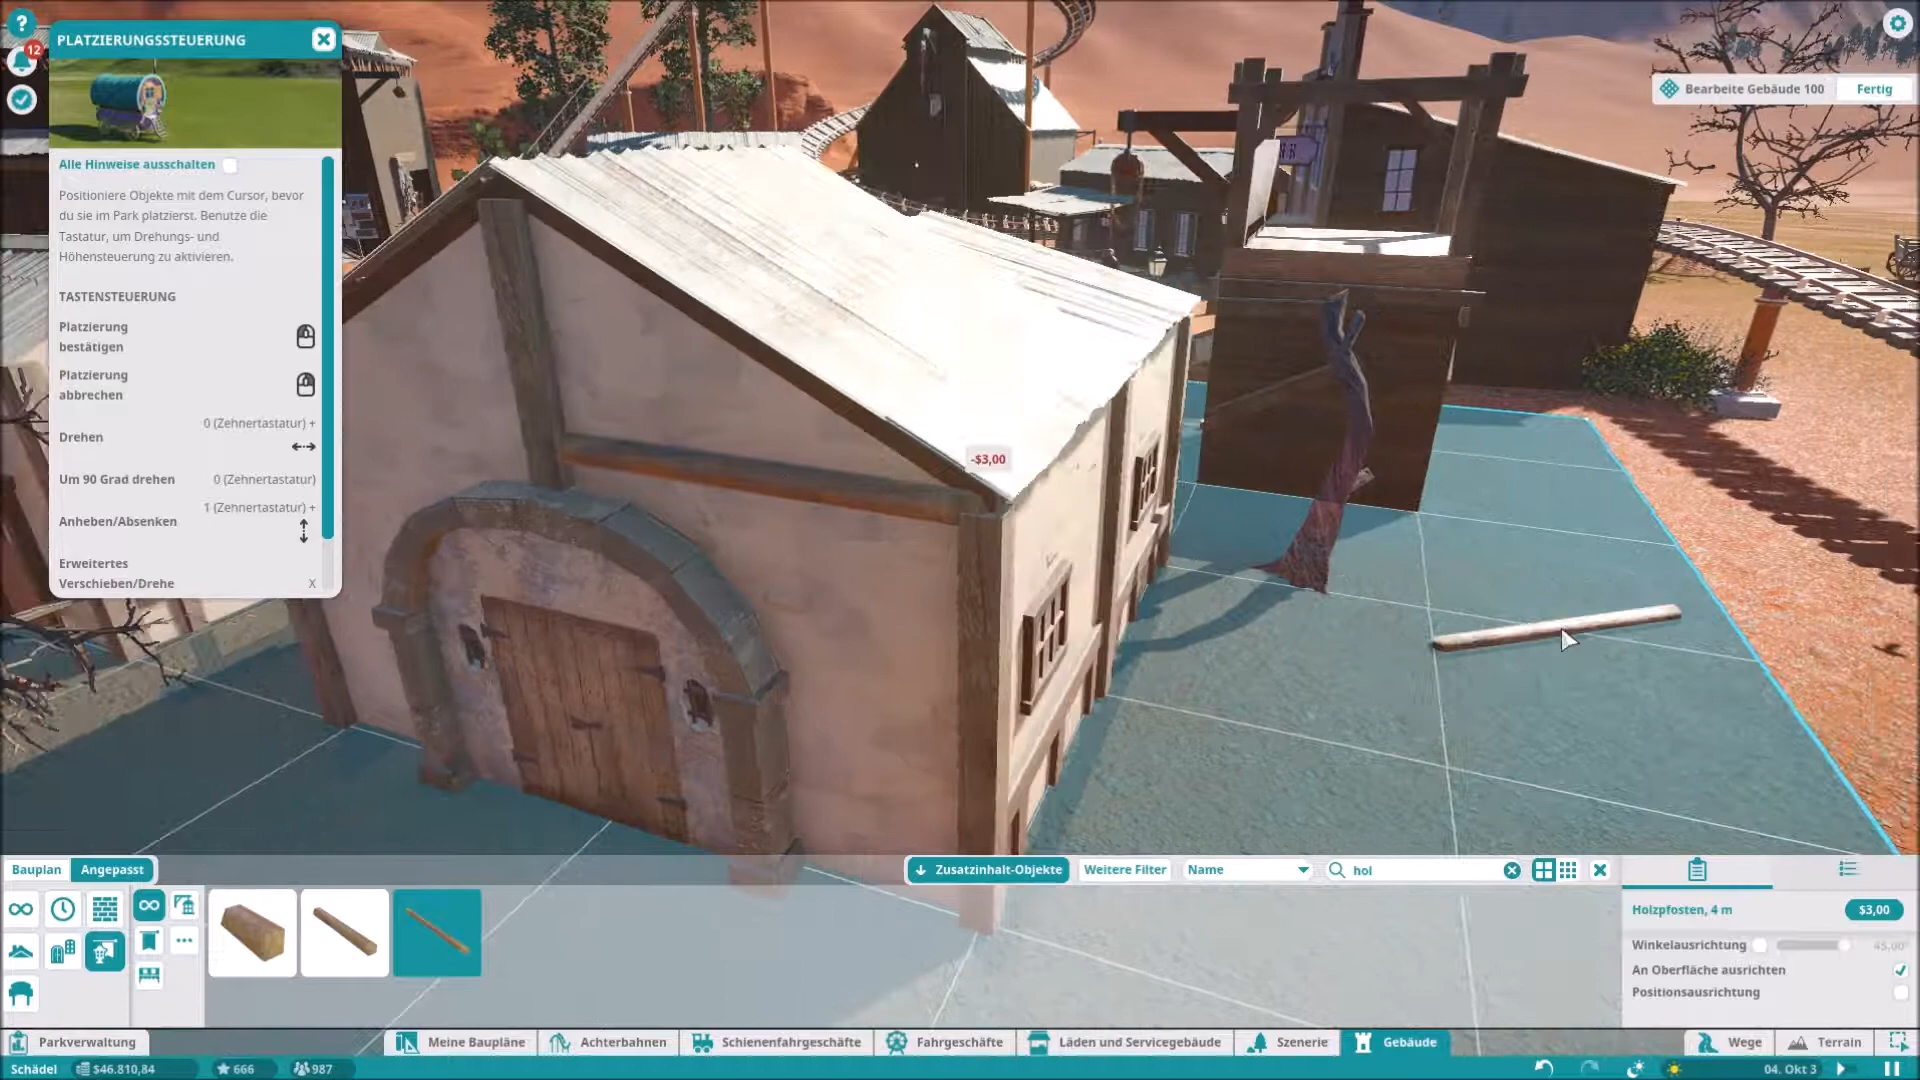 ?
12
PLATZIERUNGSSTEUERUNG
Alle Hinweise ausschalten
Positioniere Objekte mit dem Cursor, bevor
du sie im Park platzierst. Benutze die
Tastatur, um Drehungs- und
Höhensteuerung zu aktivieren.
TASTENSTEUERUNG
Platzierung
bestätigen
Platzierung
abbrechen
0 (Zehnertastatur) +
Drehen
Um 90 Grad drehen 0 (Zehnertastatur)
1 (Zehnertastatur) +
Anheben/Absenken
Erweitertes
Verschieben/Drehe X
Bearbeite Gebäude 100 Fertig
-$3,00
Bauplan Angepasst
Zusatzinhalt-Objekte Weitere Filter Name hol
Holzpfosten, 4 m $3,00
Winkelausrichtung 45,00°
An Oberfläche ausrichten
Positionsausrichtung
Parkverwaltung Meine Baupläne Achterbahnen Schienenfahrgeschäfte Fahrgeschäfte Läden und Servicegebäude Szenerie Gebäude Wege Terrain
Schädel $46.810,84 666 987 04. Okt 3